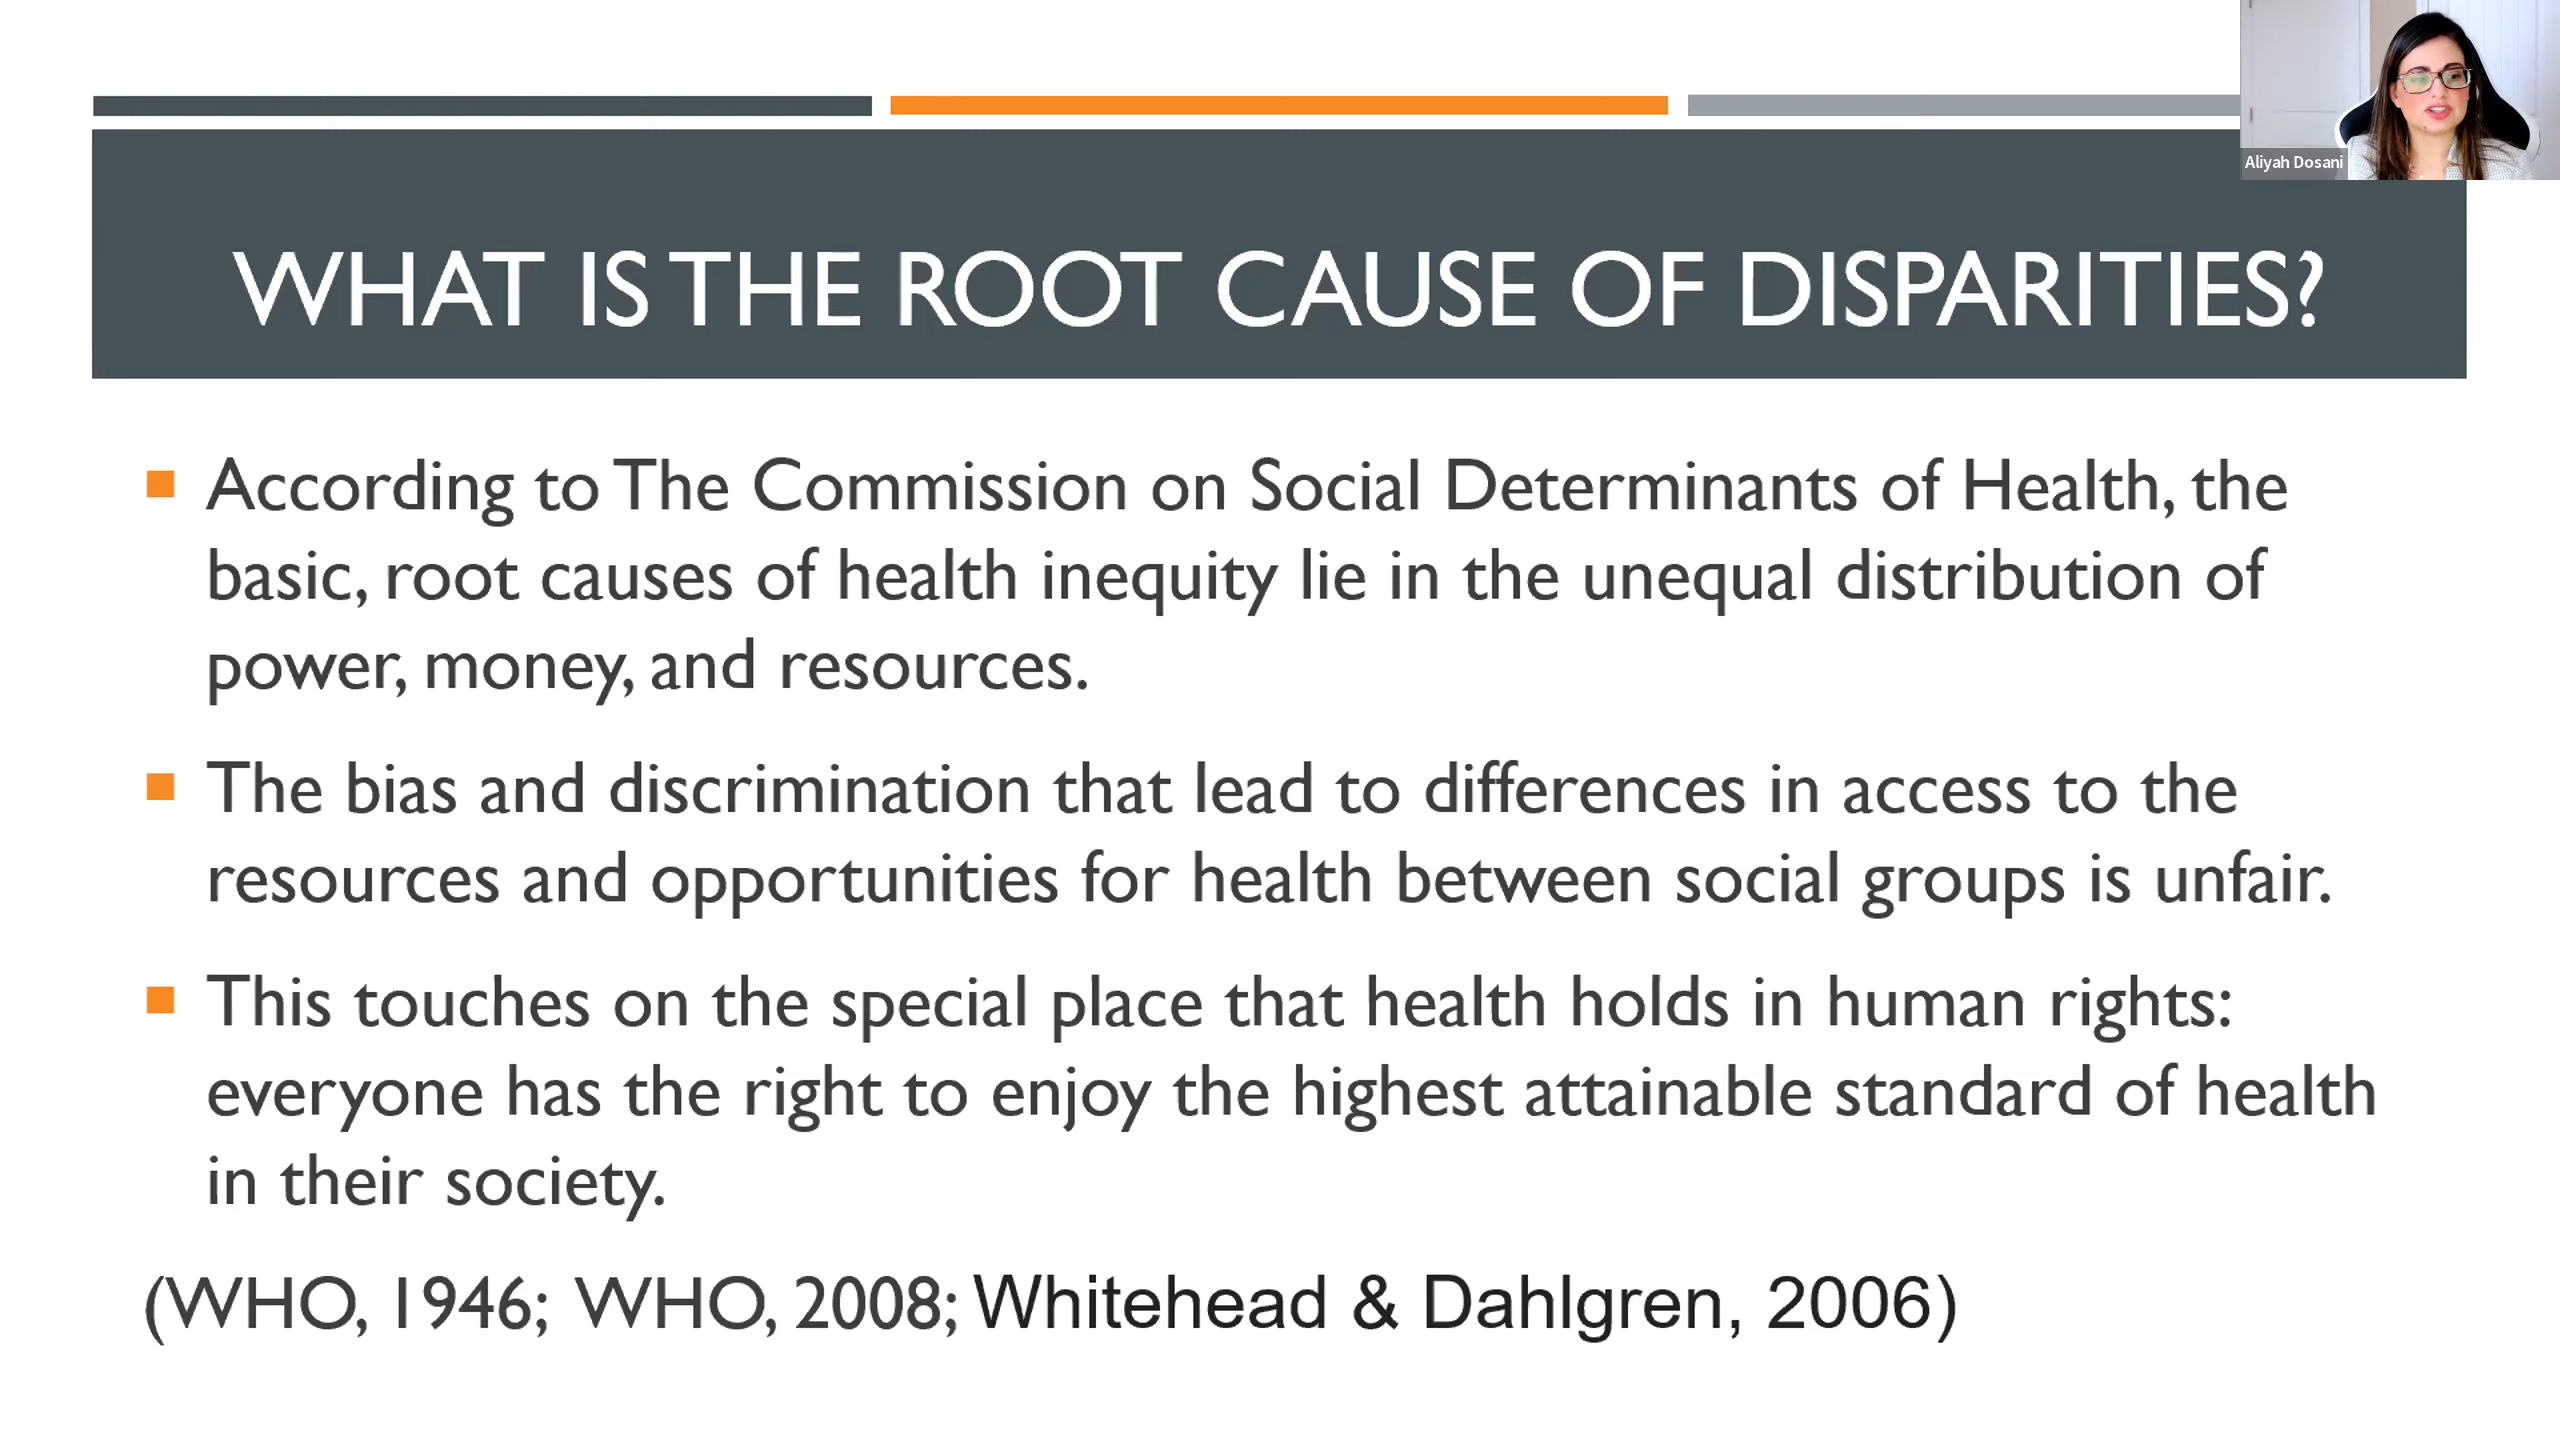 Aliyah Dosani
WHAT IS THE ROOT CAUSE OF DISPARITIES?
According to The Commission on Social Determinants of Health, the
basic, root causes of health inequity lie in the unequal distribution of
power, money, and resources.
The bias and discrimination that lead to differences in access to the
resources and opportunities for health between social groups is unfair.
This touches on the special place that health holds in human rights:
everyone has the right to enjoy the highest attainable standard of health
in their society.
(WHO, 1946; WHO, 2008; Whitehead & Dahlgren, 2006)